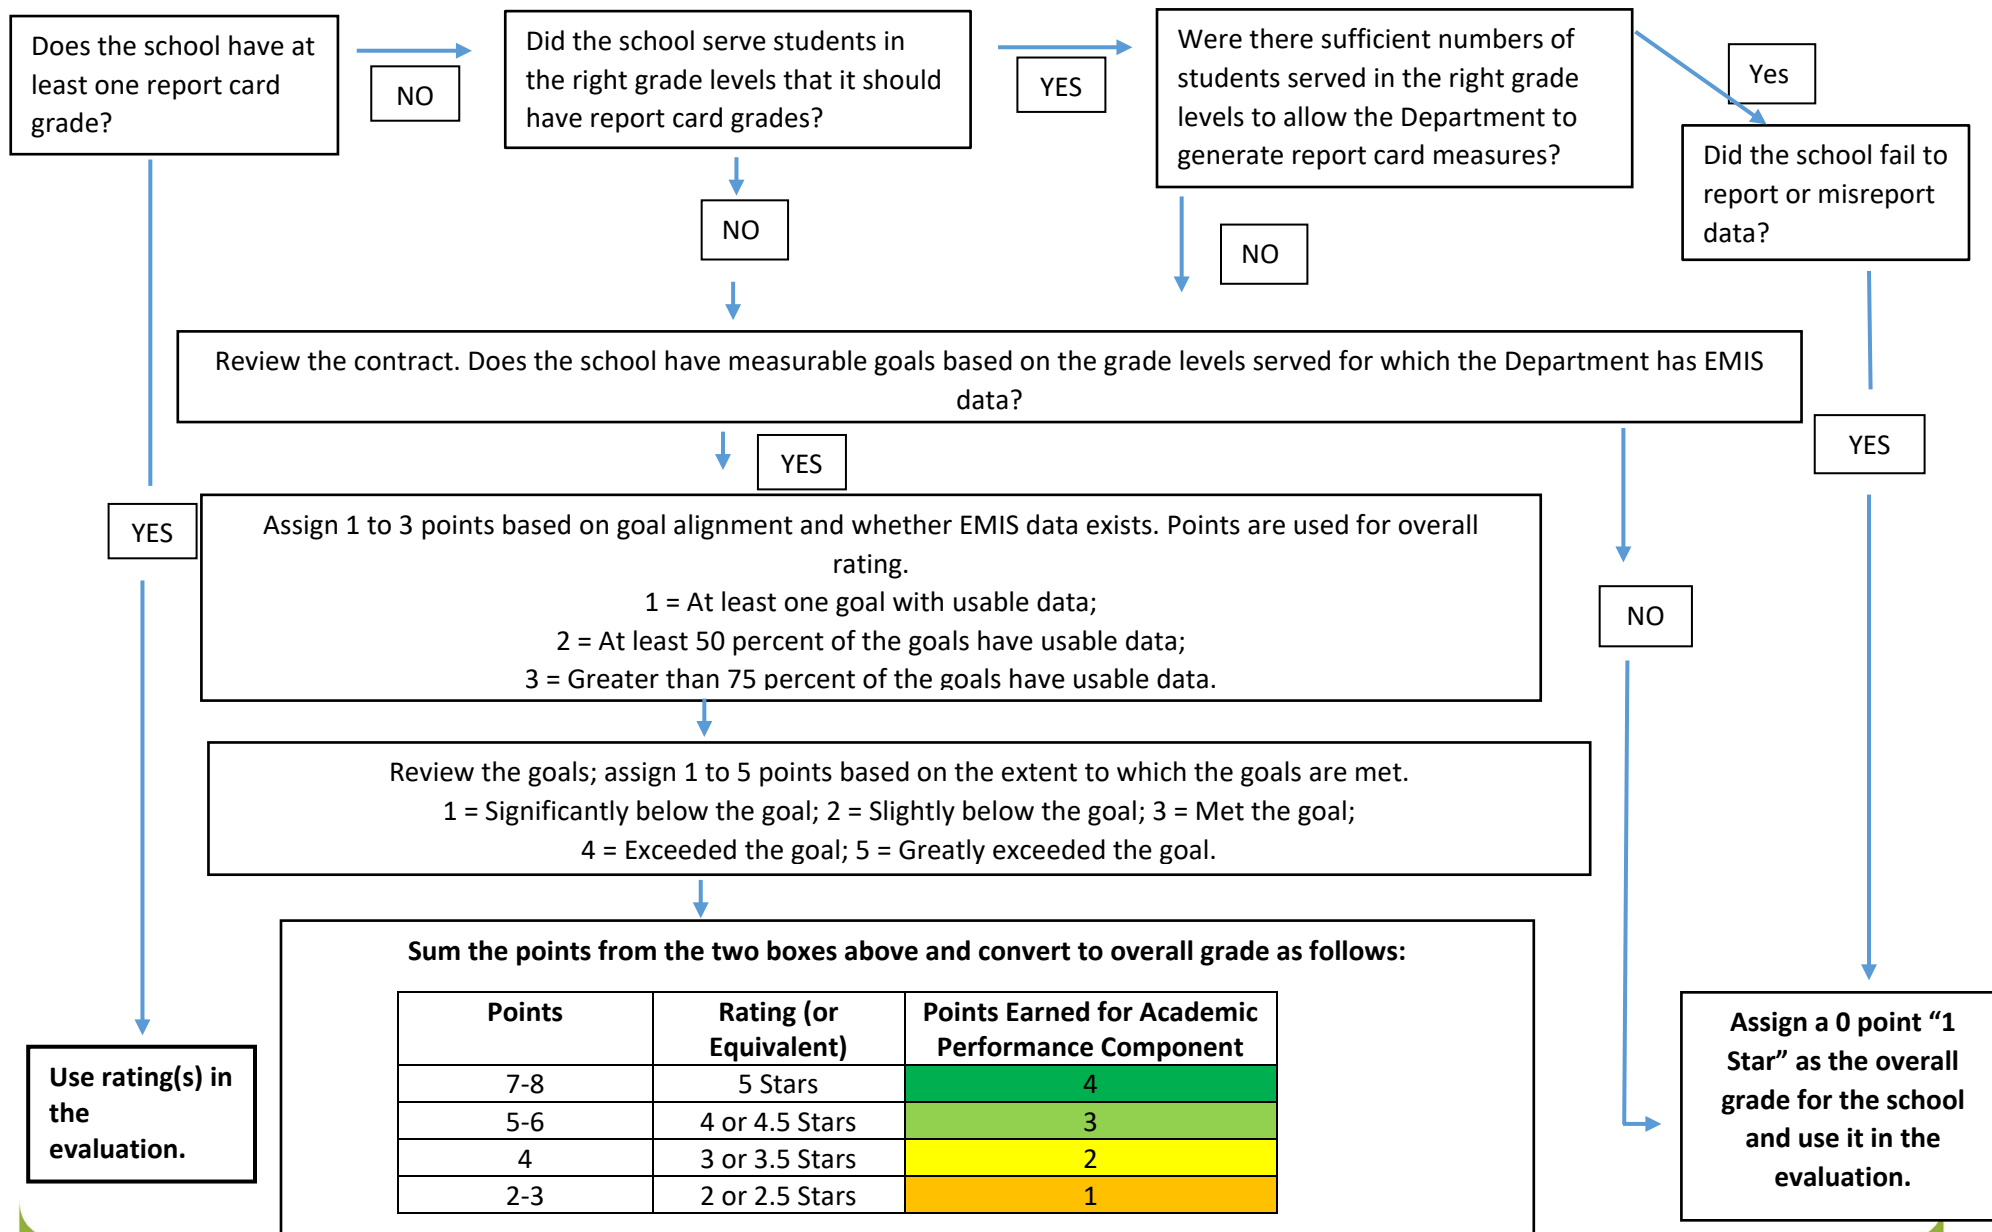 Does the school have at
least one report card
grade?
NO
Did the school serve students in
the right grade levels that it should
have report card grades?
YES
Were there sufficient numbers of
students served in the right grade
levels to allow the Department to
generate report card measures?
Yes
Did the school fail to
report or misreport
data?
NO
NO
Review the contract. Does the school have measurable goals based on the grade levels served for which the Department has EMIS
data?
YES
YES
YES
Assign 1 to 3 points based on goal alignment and whether EMIS data exists. Points are used for overall
rating.
1 = At least one goal with usable data;
2 = At least 50 percent of the goals have usable data;
3 = Greater than 75 percent of the goals have usable data.
NO
Review the goals; assign 1 to 5 points based on the extent to which the goals are met.
1 = Significantly below the goal; 2 = Slightly below the goal; 3 = Met the goal;
4 = Exceeded the goal; 5 = Greatly exceeded the goal.
Sum the points from the two boxes above and convert to overall grade as follows:
Points
Rating (or
Equivalent)
Points Earned for Academic
Performance Component
7-8 5 Stars 4
5-6 4 or 4.5 Stars 3
4 3 or 3.5 Stars 2
2-3 2 or 2.5 Stars 1
Use rating(s) in
the
evaluation.
Assign a 0 point “1
Star” as the overall
grade for the school
and use it in the
evaluation.